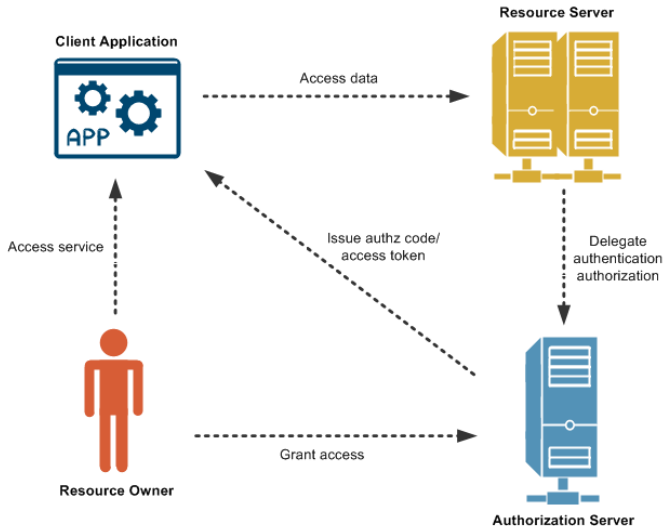 Resource Server
Client Application
Access data
APP
Issue authz code/
access token
Access service
Delegate
authentication
authorization
Grant access
Resource Owner
Authorization Server